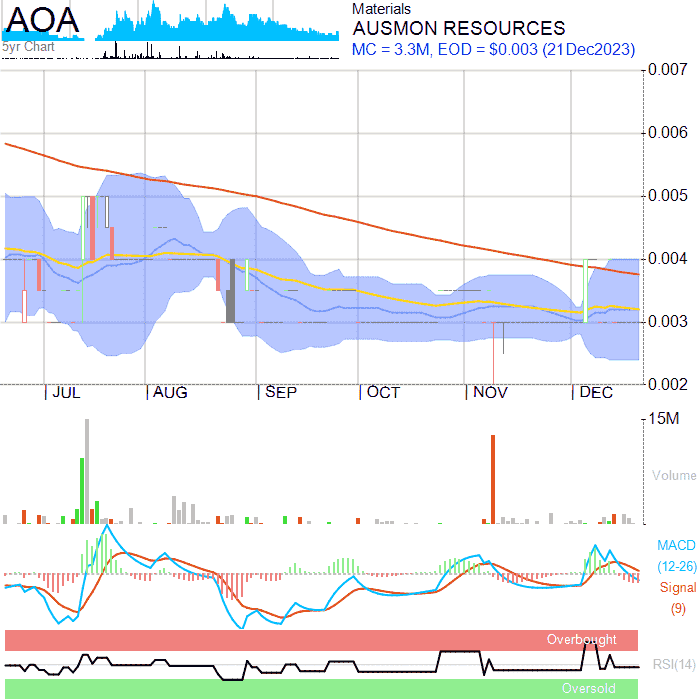 AOA
5yr Chart
Materials
AUSMON RESOURCES
MC = 3.3M, EOD = $0.003 (21Dec2023)
0.007
0.006
0.005
0.004
0.003
0.002
JUL AUG SEP OCT NOV DEC
15M
Volume
MACD
(12-26)
Signal
(9)
Overbought
RSI(14)
Oversold